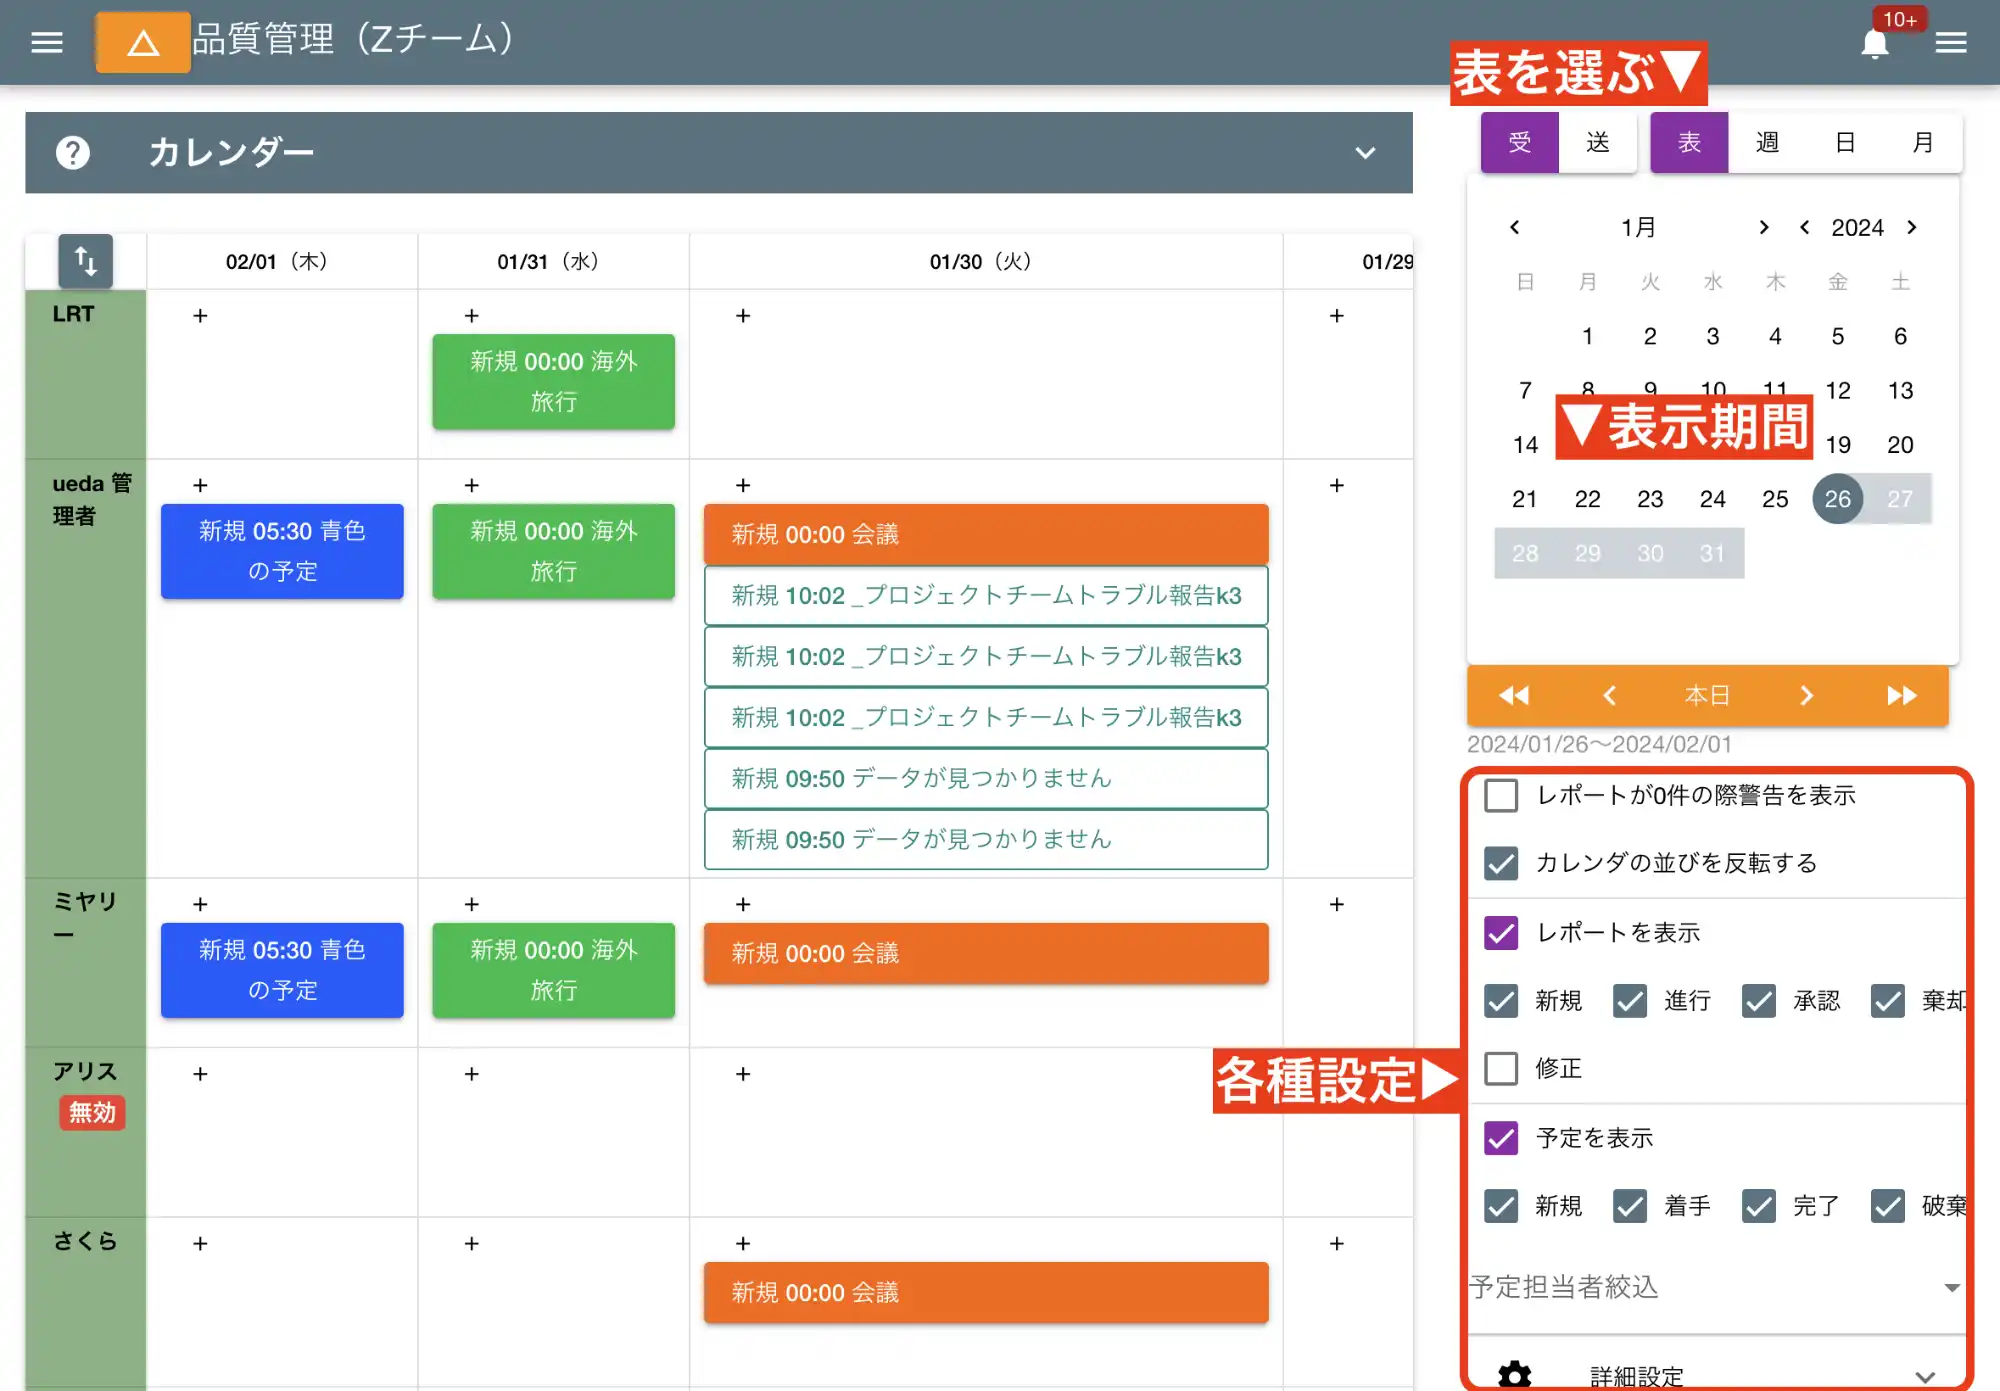 品質管理（Zチーム）
10+
表を選ぶ▼
カレンダー
受 送 表 週 日 月
1月 2024
日 月 火 水 木 金 土
1 2 3 4 5 6
7 8 9 10 11 12 13
14 19 20
▼表示期間
21 22 23 24 25 26 27
28 29 30 31
本日
2024/01/26〜2024/02/01
02/01（木） 01/31（水） 01/30（火） 01/29
LRT
+ + + +
新規 00:00 海外
旅行
ueda 管
理者
+ + + +
新規 05:30 青色
の予定
新規 00:00 海外
旅行
新規 00:00 会議
新規 10:02 _プロジェクトチームトラブル報告k3
新規 10:02 _プロジェクトチームトラブル報告k3
新規 10:02 _プロジェクトチームトラブル報告k3
新規 09:50 データが見つかりません
新規 09:50 データが見つかりません
ミヤリ
ー
+ + + +
新規 05:30 青色
の予定
新規 00:00 海外
旅行
新規 00:00 会議
アリス
無効
+ + +
さくら
+ + + +
新規 00:00 会議
各種設定▶
レポートが0件の際警告を表示
カレンダの並びを反転する
レポートを表示
新規 進行 承認 棄却
修正
予定を表示
新規 着手 完了 破棄
予定担当者絞込
詳細設定